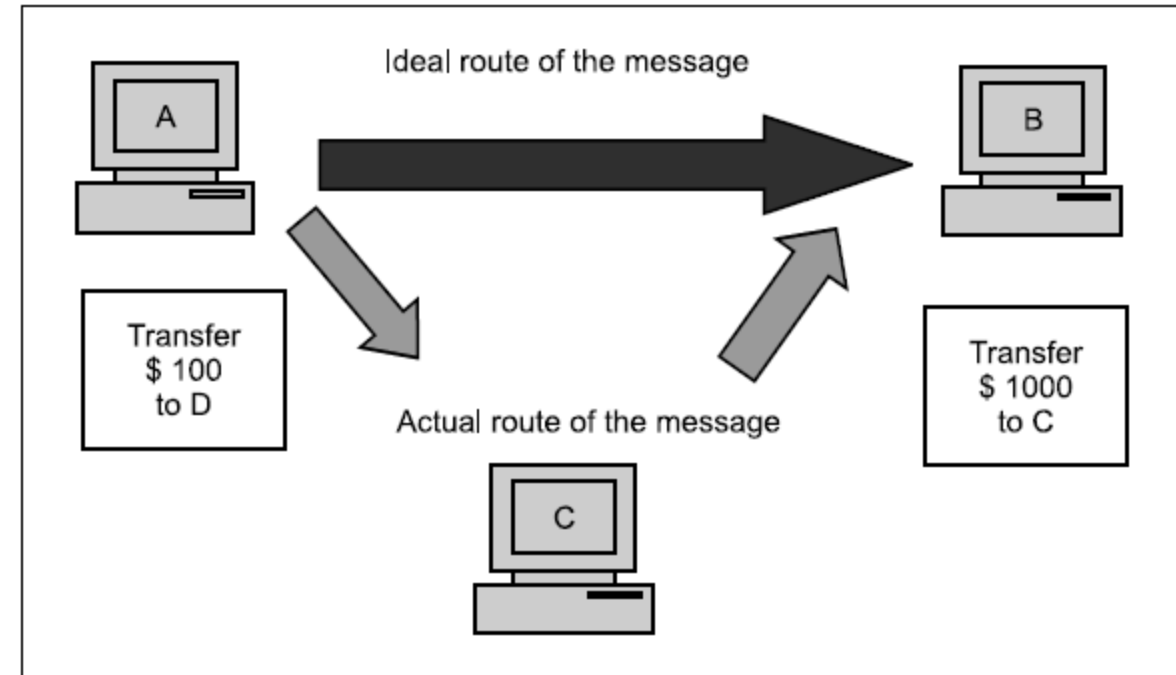 Ideal route of the message
A
B
Transfer
$ 100
to D
Transfer
$ 1000
to C
Actual route of the message
C